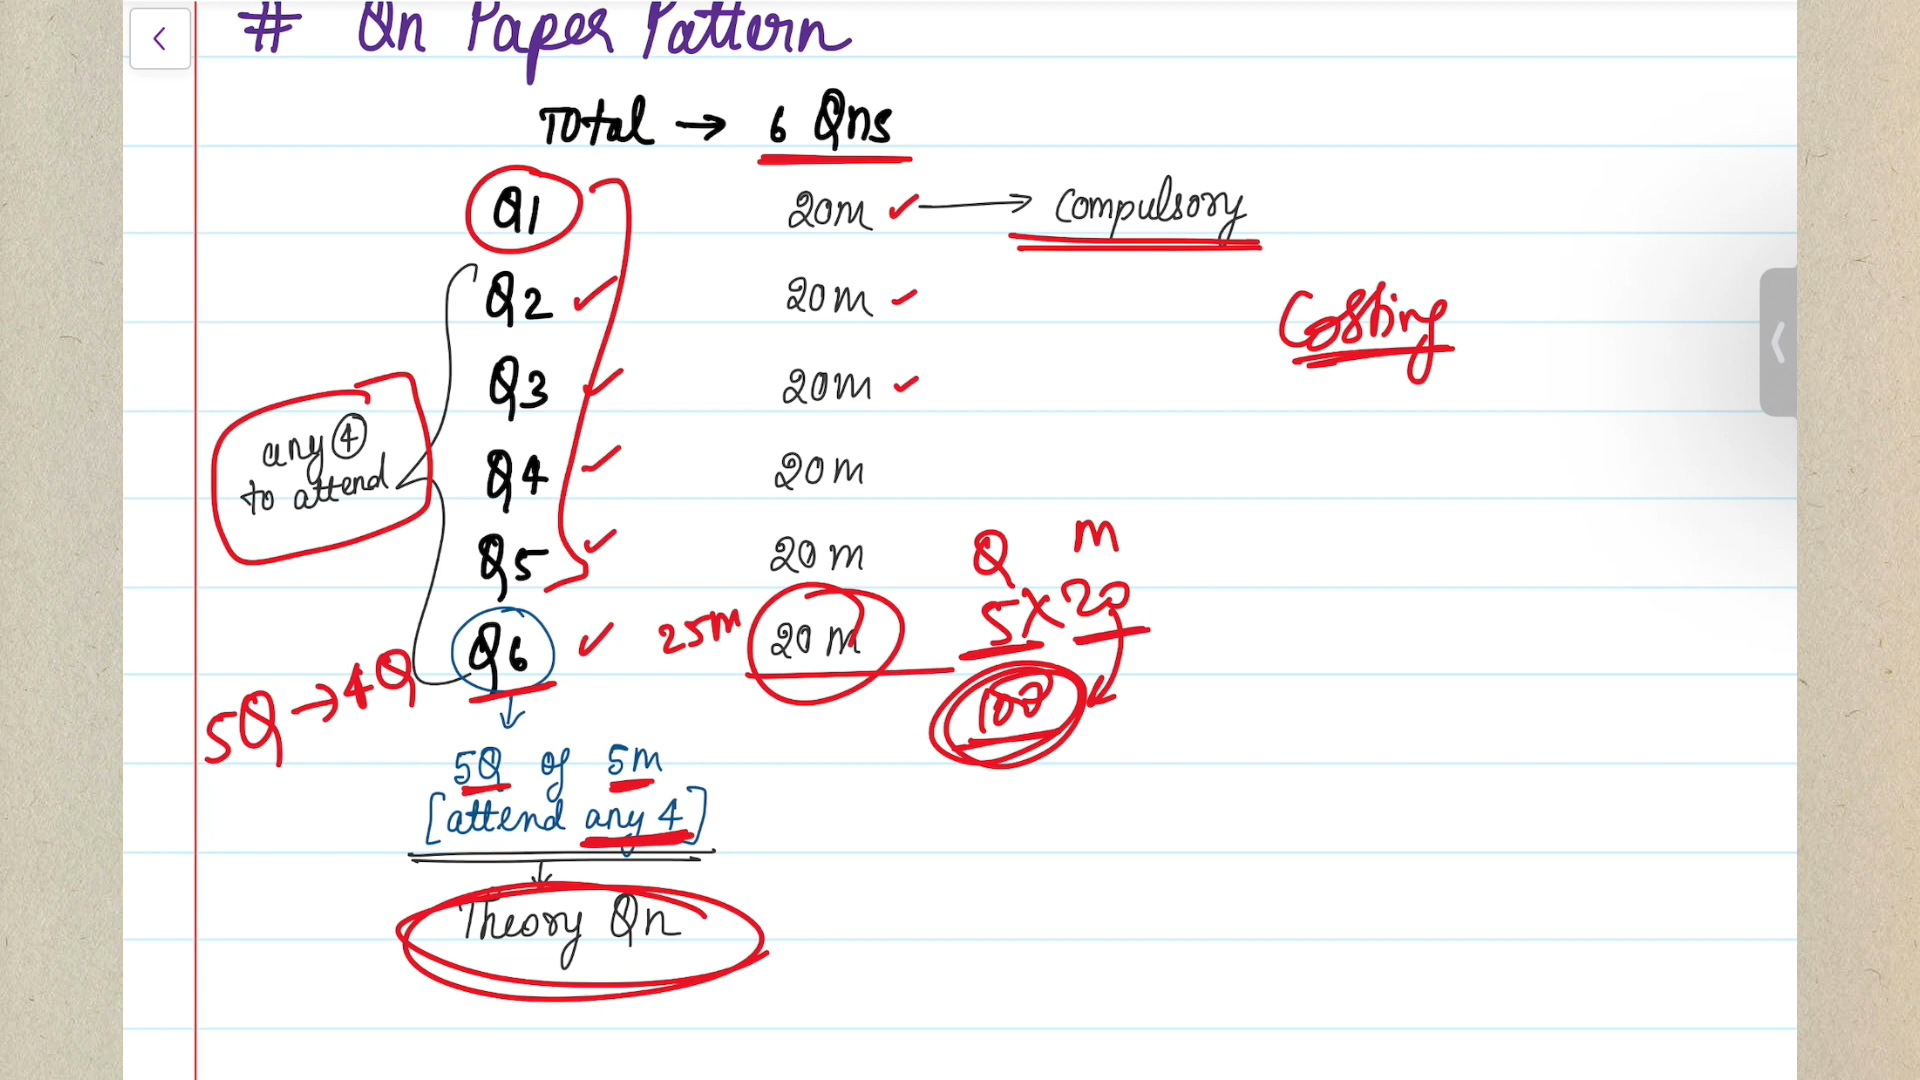 # Qn Paper Pattern
Total → 6 Qns
Q1 20m ✓ → Compulsory
Q2 ✓ 20m ✓
Costing
Q3 ✓ 20m ✓
any 4
to attend
Q4 ✓ 20m
Q5 ✓ 20m
Q m
5 x 20
100
Q6 ✓ 25m 20m
5Q → 4Q
5Q of 5m
[attend any 4]
Theory Qn